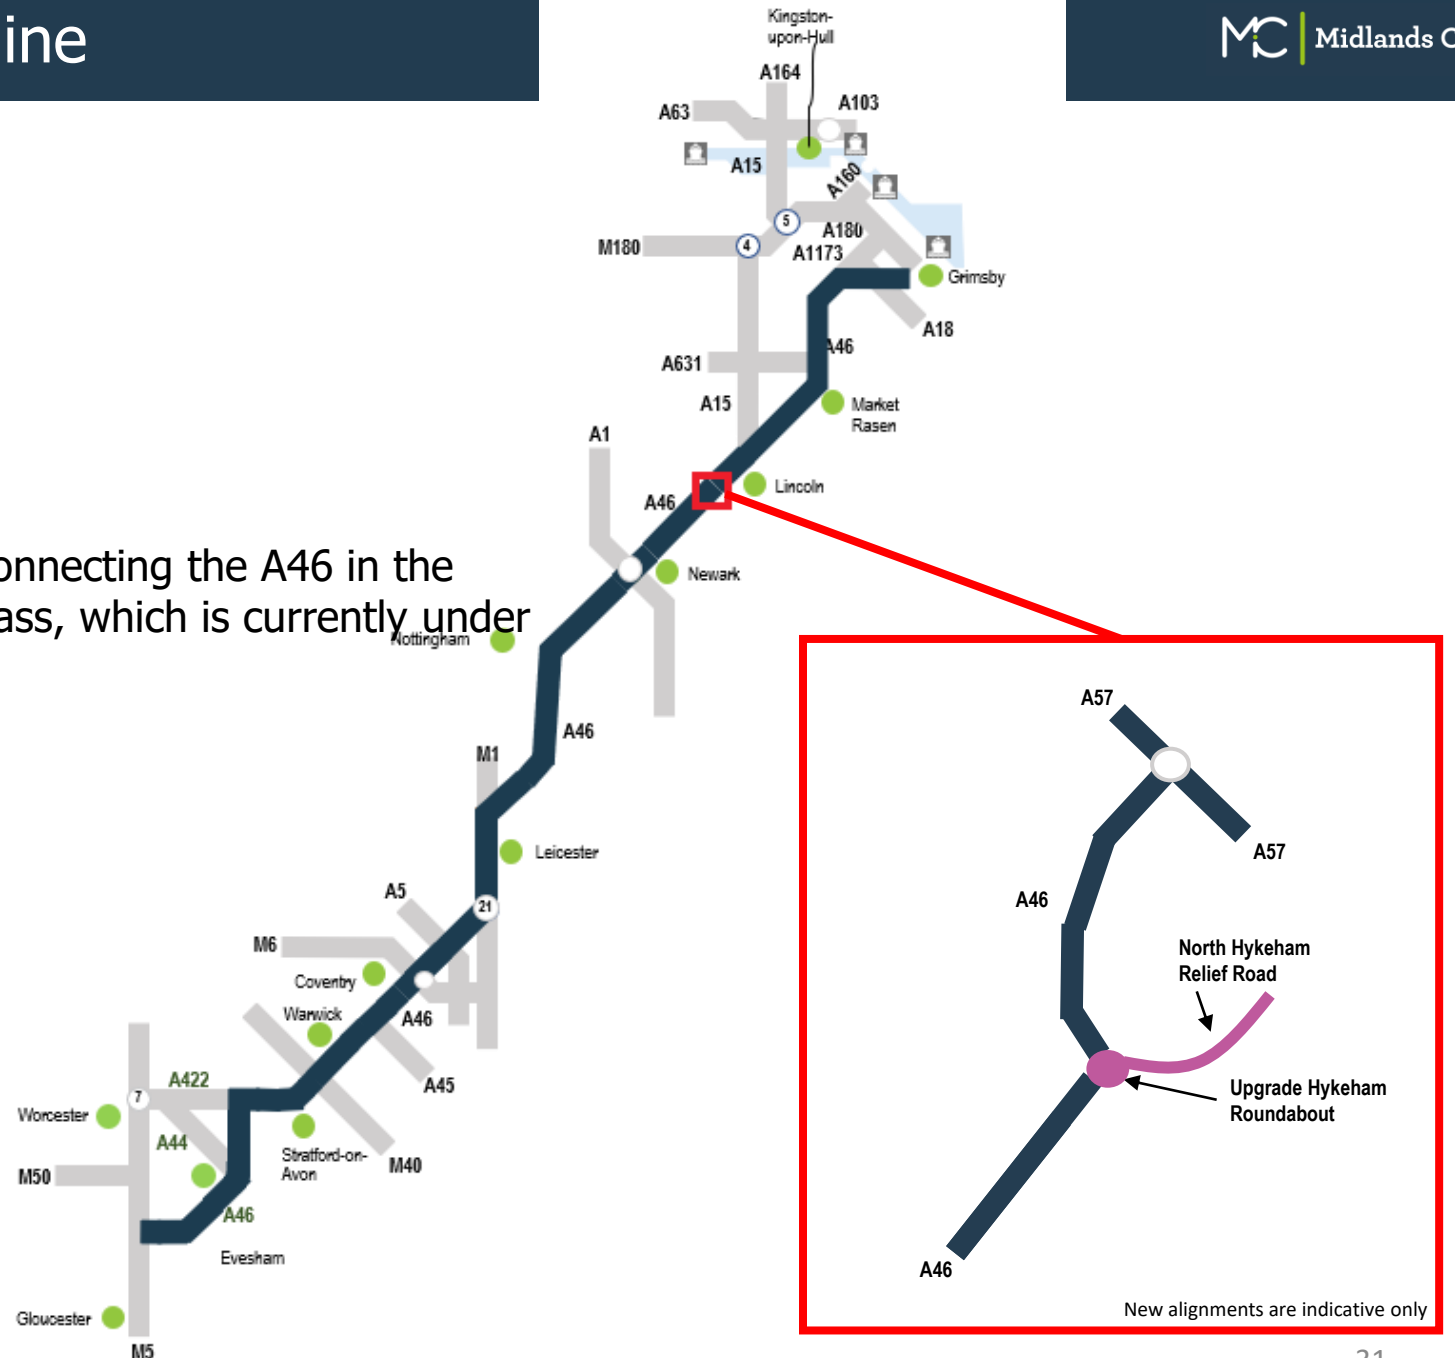 ine
Midlands C
Kingston-
upon-Hull
A164
A63
A103
A15
A160
5
A180
M180
4
A1173
Grimsby
A18
A46
A631
A15
Market
Rasen
A1
Lincoln
A46
onnecting the A46 in the
Newark
ass, which is currently under
Nottingham
A46
M1
Leicester
A5
21
M6
Coventry
Warwick
A46
A45
A422
7
Worcester
A44
Stratford-on-
Avon
M40
M50
A46
Evesham
Gloucester
M5
A57
A57
A46
North Hykeham
Relief Road
Upgrade Hykeham
Roundabout
A46
New alignments are indicative only